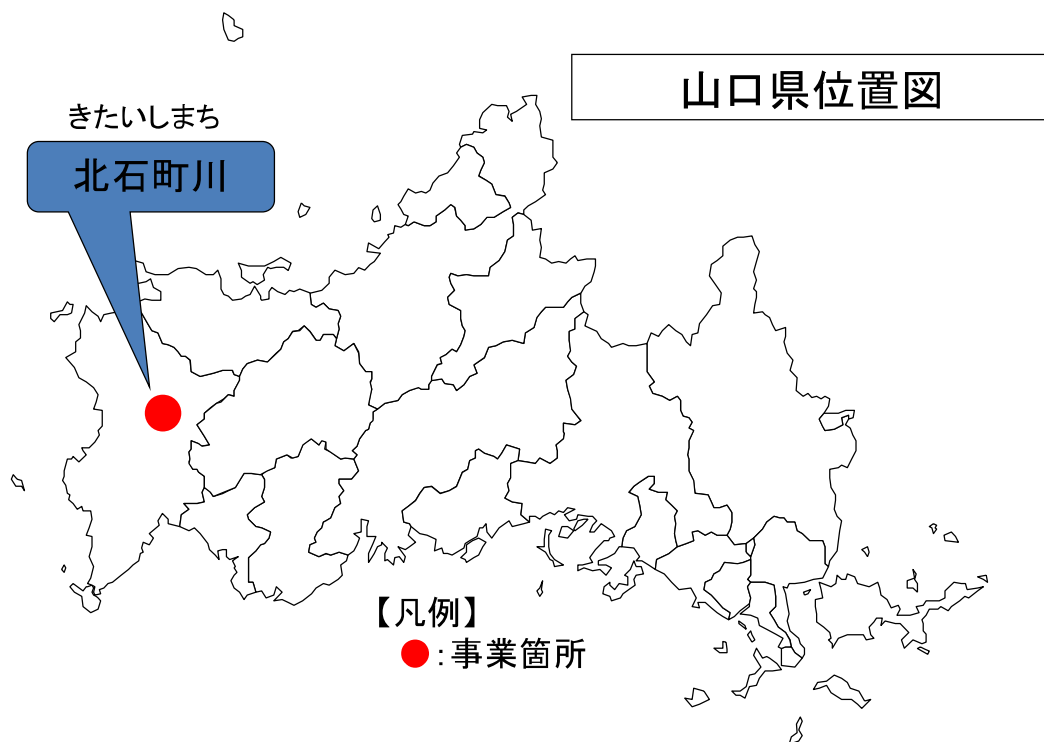 山口県位置図
きたいしまち
北石町川
【凡例】
：事業箇所